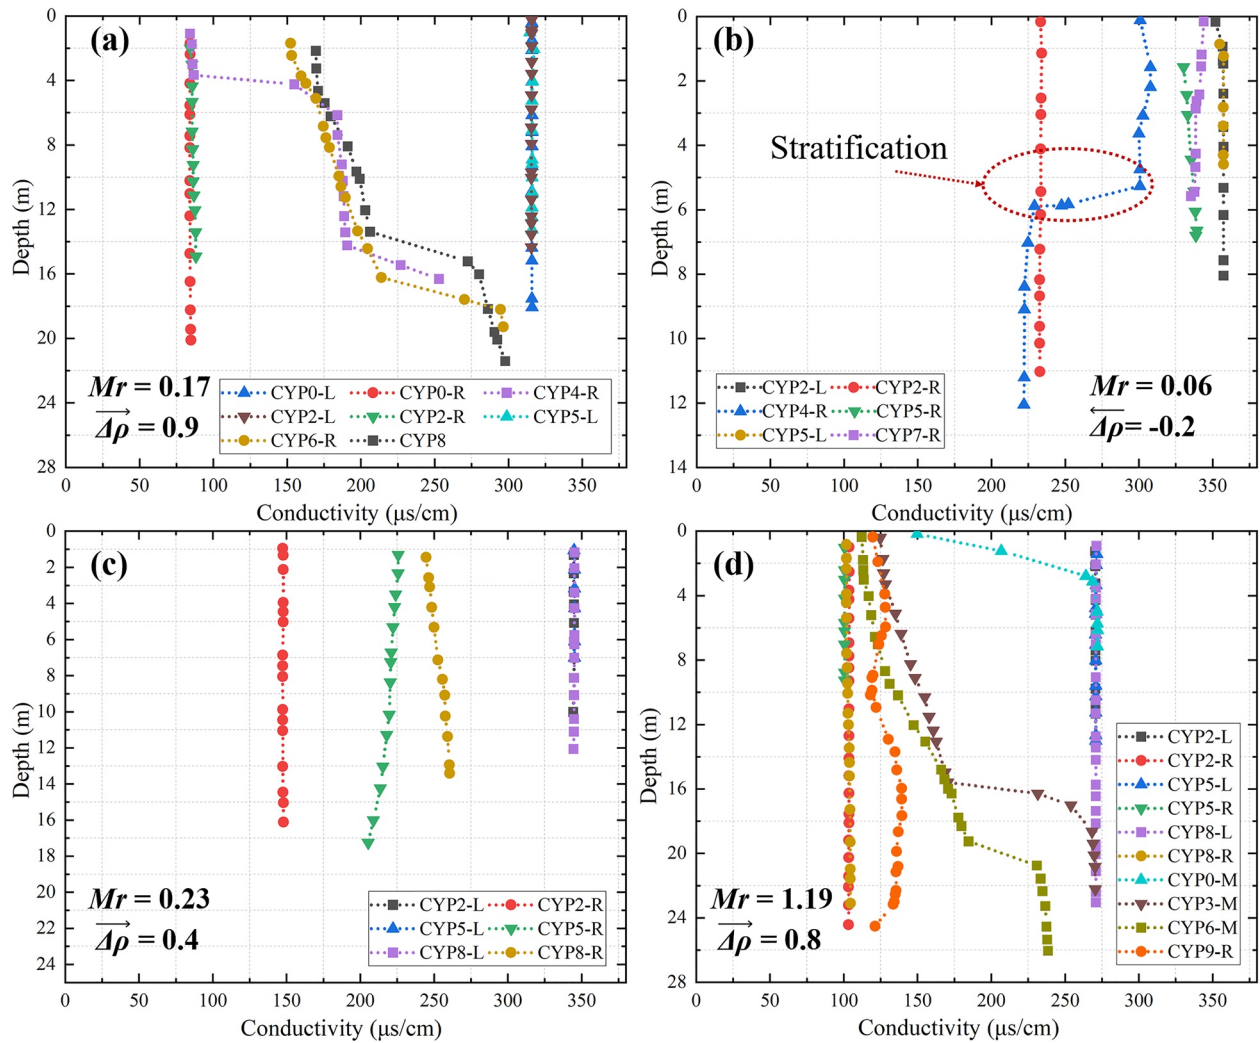 (a)
0
4
8
12
16
20
24
28
Depth (m)
0 50 100 150 200 250 300 350
Conductivity (μs/cm)
Mr = 0.17
Δρ = 0.9
CYP0-L CYP0-R CYP4-R
CYP2-L CYP2-R CYP5-L
CYP6-R CYP8
(b)
0
2
4
6
8
10
12
14
Depth (m)
Stratification
0 50 100 150 200 250 300 350
Conductivity (μs/cm)
CYP2-L CYP2-R
CYP4-R CYP5-R
CYP5-L CYP7-R
Mr = 0.06
Δρ = -0.2
(c)
0
2
4
6
8
10
12
14
16
18
20
22
24
Depth (m)
0 50 100 150 200 250 300 350
Conductivity (μs/cm)
Mr = 0.23
Δρ = 0.4
CYP2-L CYP2-R
CYP5-L CYP5-R
CYP8-L CYP8-R
(d)
0
4
8
12
16
20
24
28
Depth (m)
0 50 100 150 200 250 300 350
Conductivity (μs/cm)
Mr = 1.19
Δρ = 0.8
CYP2-L
CYP2-R
CYP5-L
CYP5-R
CYP8-L
CYP8-R
CYP0-M
CYP3-M
CYP6-M
CYP9-R